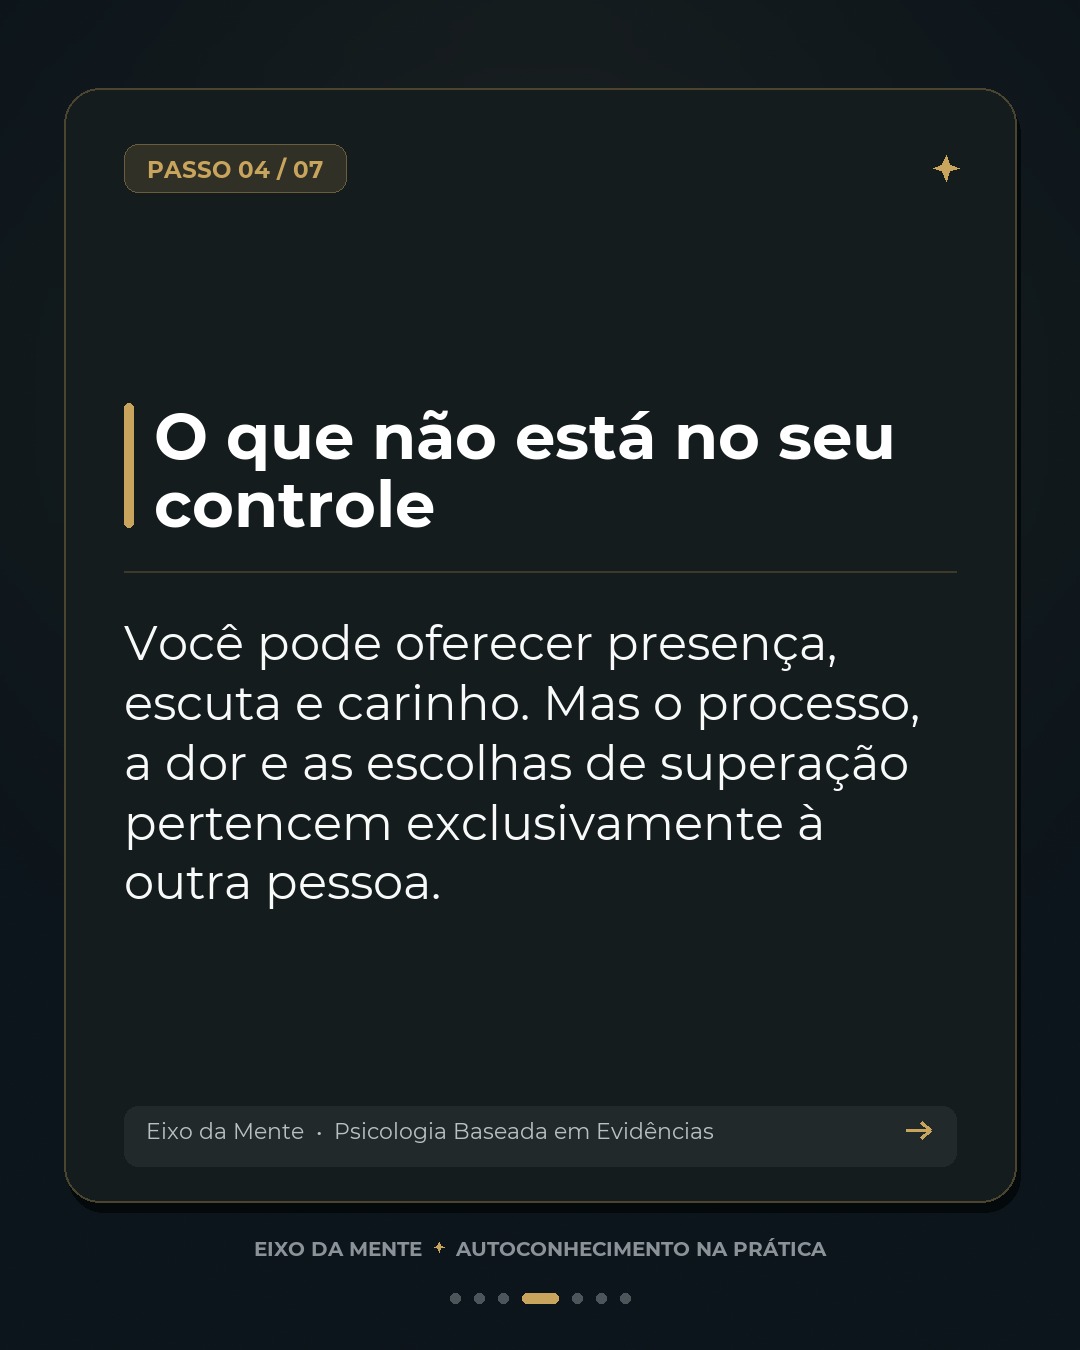 PASSO 04 / 07
O que não está no seu
controle
Você pode oferecer presença,
escuta e carinho. Mas o processo,
a dor e as escolhas de superação
pertencem exclusivamente à
outra pessoa.
Eixo da Mente • Psicologia Baseada em Evidências
EIXO DA MENTE ✦ AUTOCONHECIMENTO NA PRÁTICA